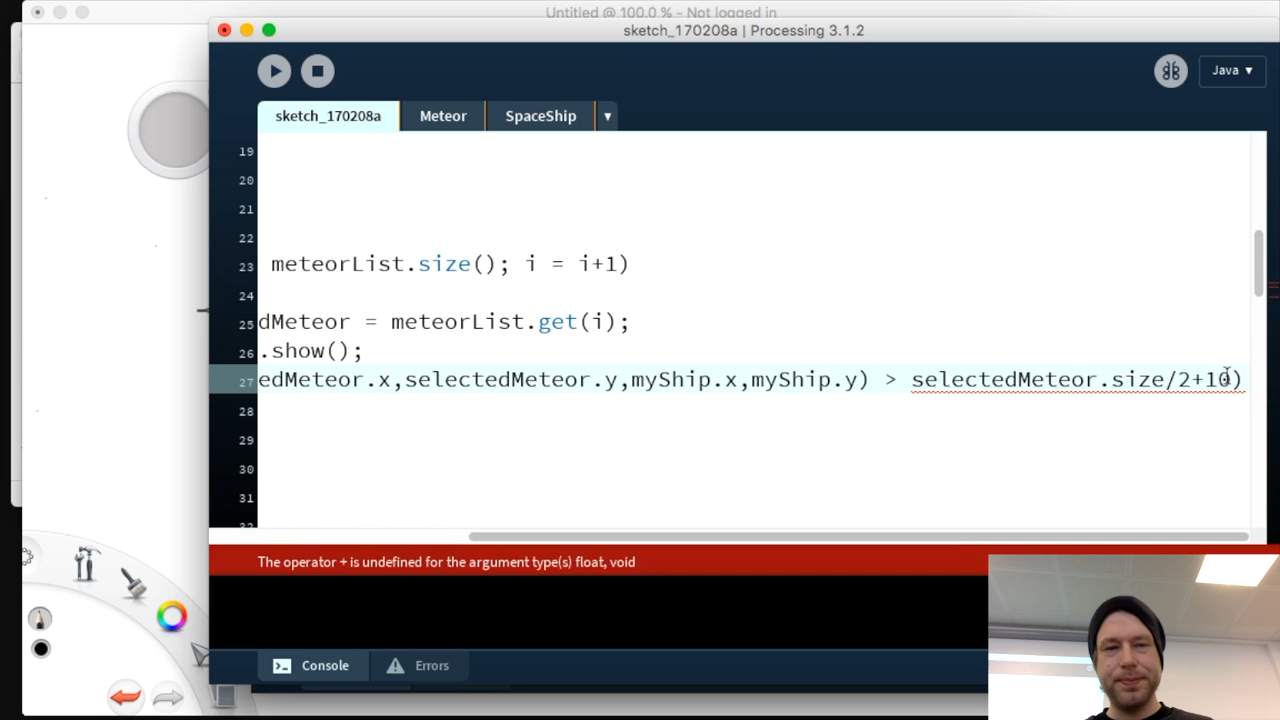 Untitled @ 100.0 % - Not logged in
sketch_170208a | Processing 3.1.2
Java ▾
sketch_170208a Meteor SpaceShip ▾
19
20
21
22
23 meteorList.size(); i = i+1)
24
25 dMeteor = meteorList.get(i);
26 .show();
27 edMeteor.x,selectedMeteor.y,myShip.x,myShip.y) > selectedMeteor.size/2+10)
28
29
30
31
32
The operator + is undefined for the argument type(s) float, void
Console Errors